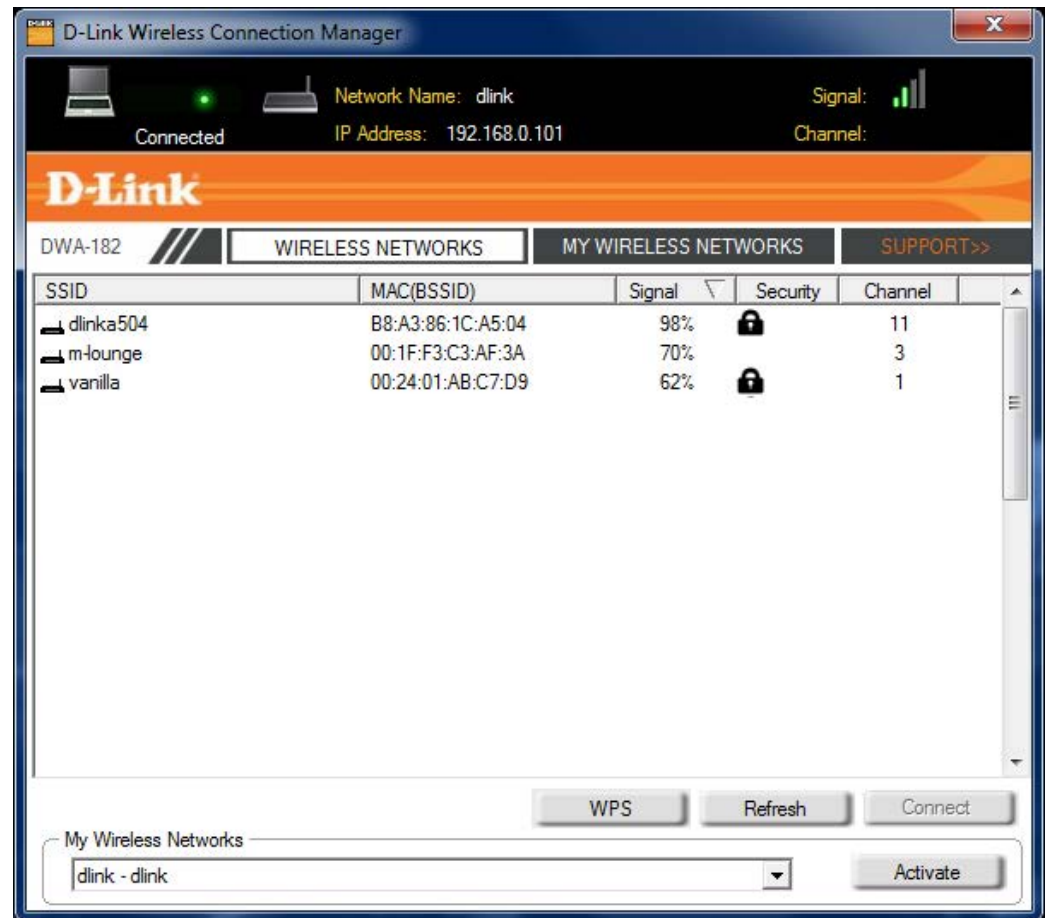 D-Link Wireless Connection Manager
Network Name: dlink Signal:
Connected IP Address: 192.168.0.101 Channel:
D-Link
DWA-182 WIRELESS NETWORKS MY WIRELESS NETWORKS SUPPORT>>
SSID MAC(BSSID) Signal Security Channel
dlinka504 B8:A3:86:1C:A5:04 98% 11
m-lounge 00:1F:F3:C3:AF:3A 70% 3
vanilla 00:24:01:AB:C7:D9 62% 1
WPS Refresh Connect
My Wireless Networks
dlink - dlink Activate